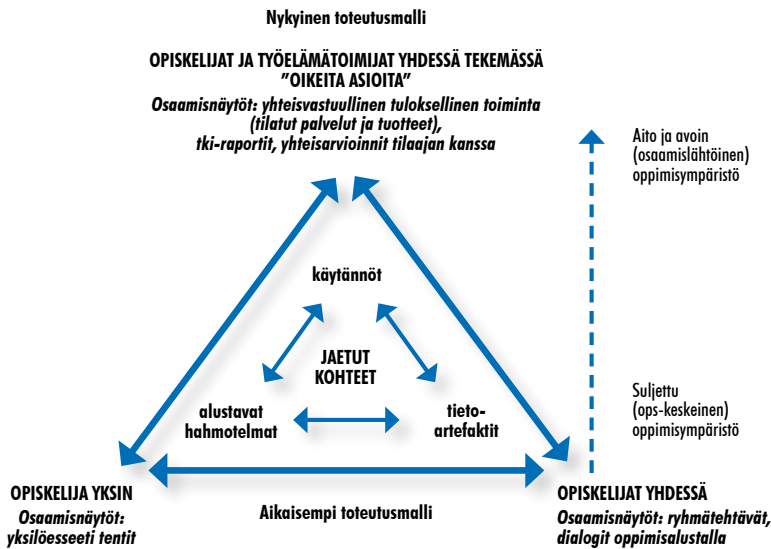 Nykyinen toteutusmalli
OPISKELIJAT JA TYÖELÄMÄTOIMIJAT YHDESSÄ TEKEMÄSSÄ
”OIKEITA ASIOITA”
Osaamisnäytöt: yhteisvastuullinen tuloksellinen toiminta
(tilatut palvelut ja tuotteet),
tki-raportit, yhteisarvioinnit tilaajan kanssa
Aito ja avoin
(osaamislähtöinen)
oppimisympäristö
käytännöt
JAETUT
KOHTEET
alustavat
hahmotelmat
tieto-
artefaktit
Suljettu
(ops-keskeinen)
oppimisympäristö
OPISKELIJA YKSIN
Osaamisnäytöt:
yksilöesseeti tentit
Aikaisempi toteutusmalli
OPISKELIJAT YHDESSÄ
Osaamisnäytöt: ryhmätehtävät,
dialogit oppimisalustalla